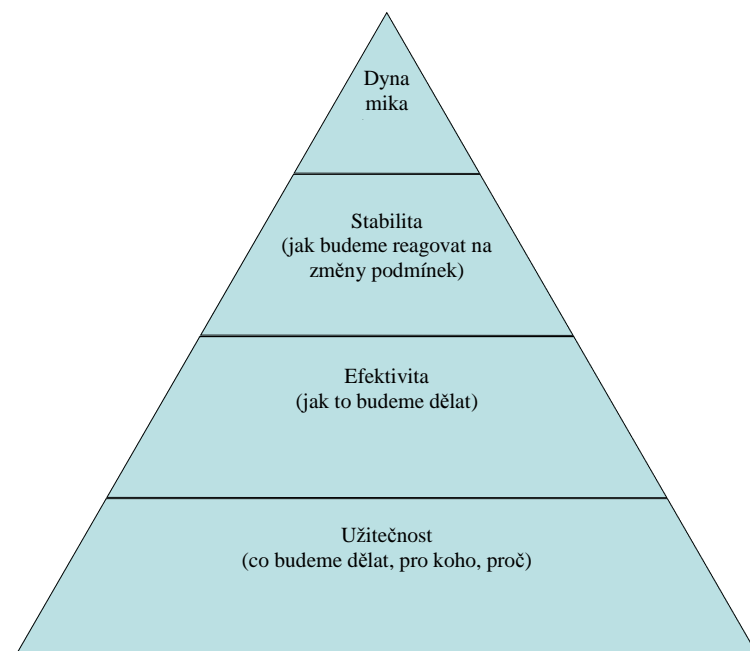 Dyna
mika
Stabilita
(jak budeme reagovat na
změny podmínek)
Efektivita
(jak to budeme dělat)
Užitečnost
(co budeme dělat, pro koho, proč)